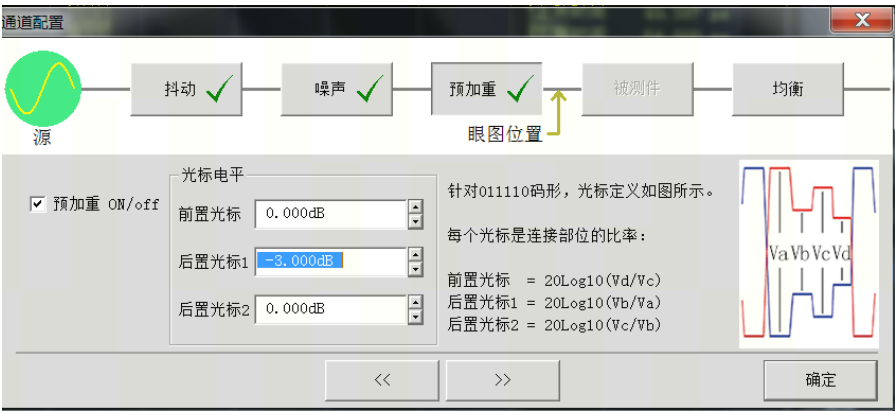 通道配置
X
抖动
噪声
预加重
被测件
均衡
源
眼图位置
预加重 ON/off
光标电平
前置光标 0.000dB
后置光标1 -3.000dB
后置光标2 0.000dB
针对011110码形，光标定义如图所示。
每个光标是连接部位的比率：
前置光标 = 20Log10(Vd/Vc)
后置光标1 = 20Log10(Vb/Va)
后置光标2 = 20Log10(Vc/Vb)
Va Vb Vc Vd
<< >>
确定